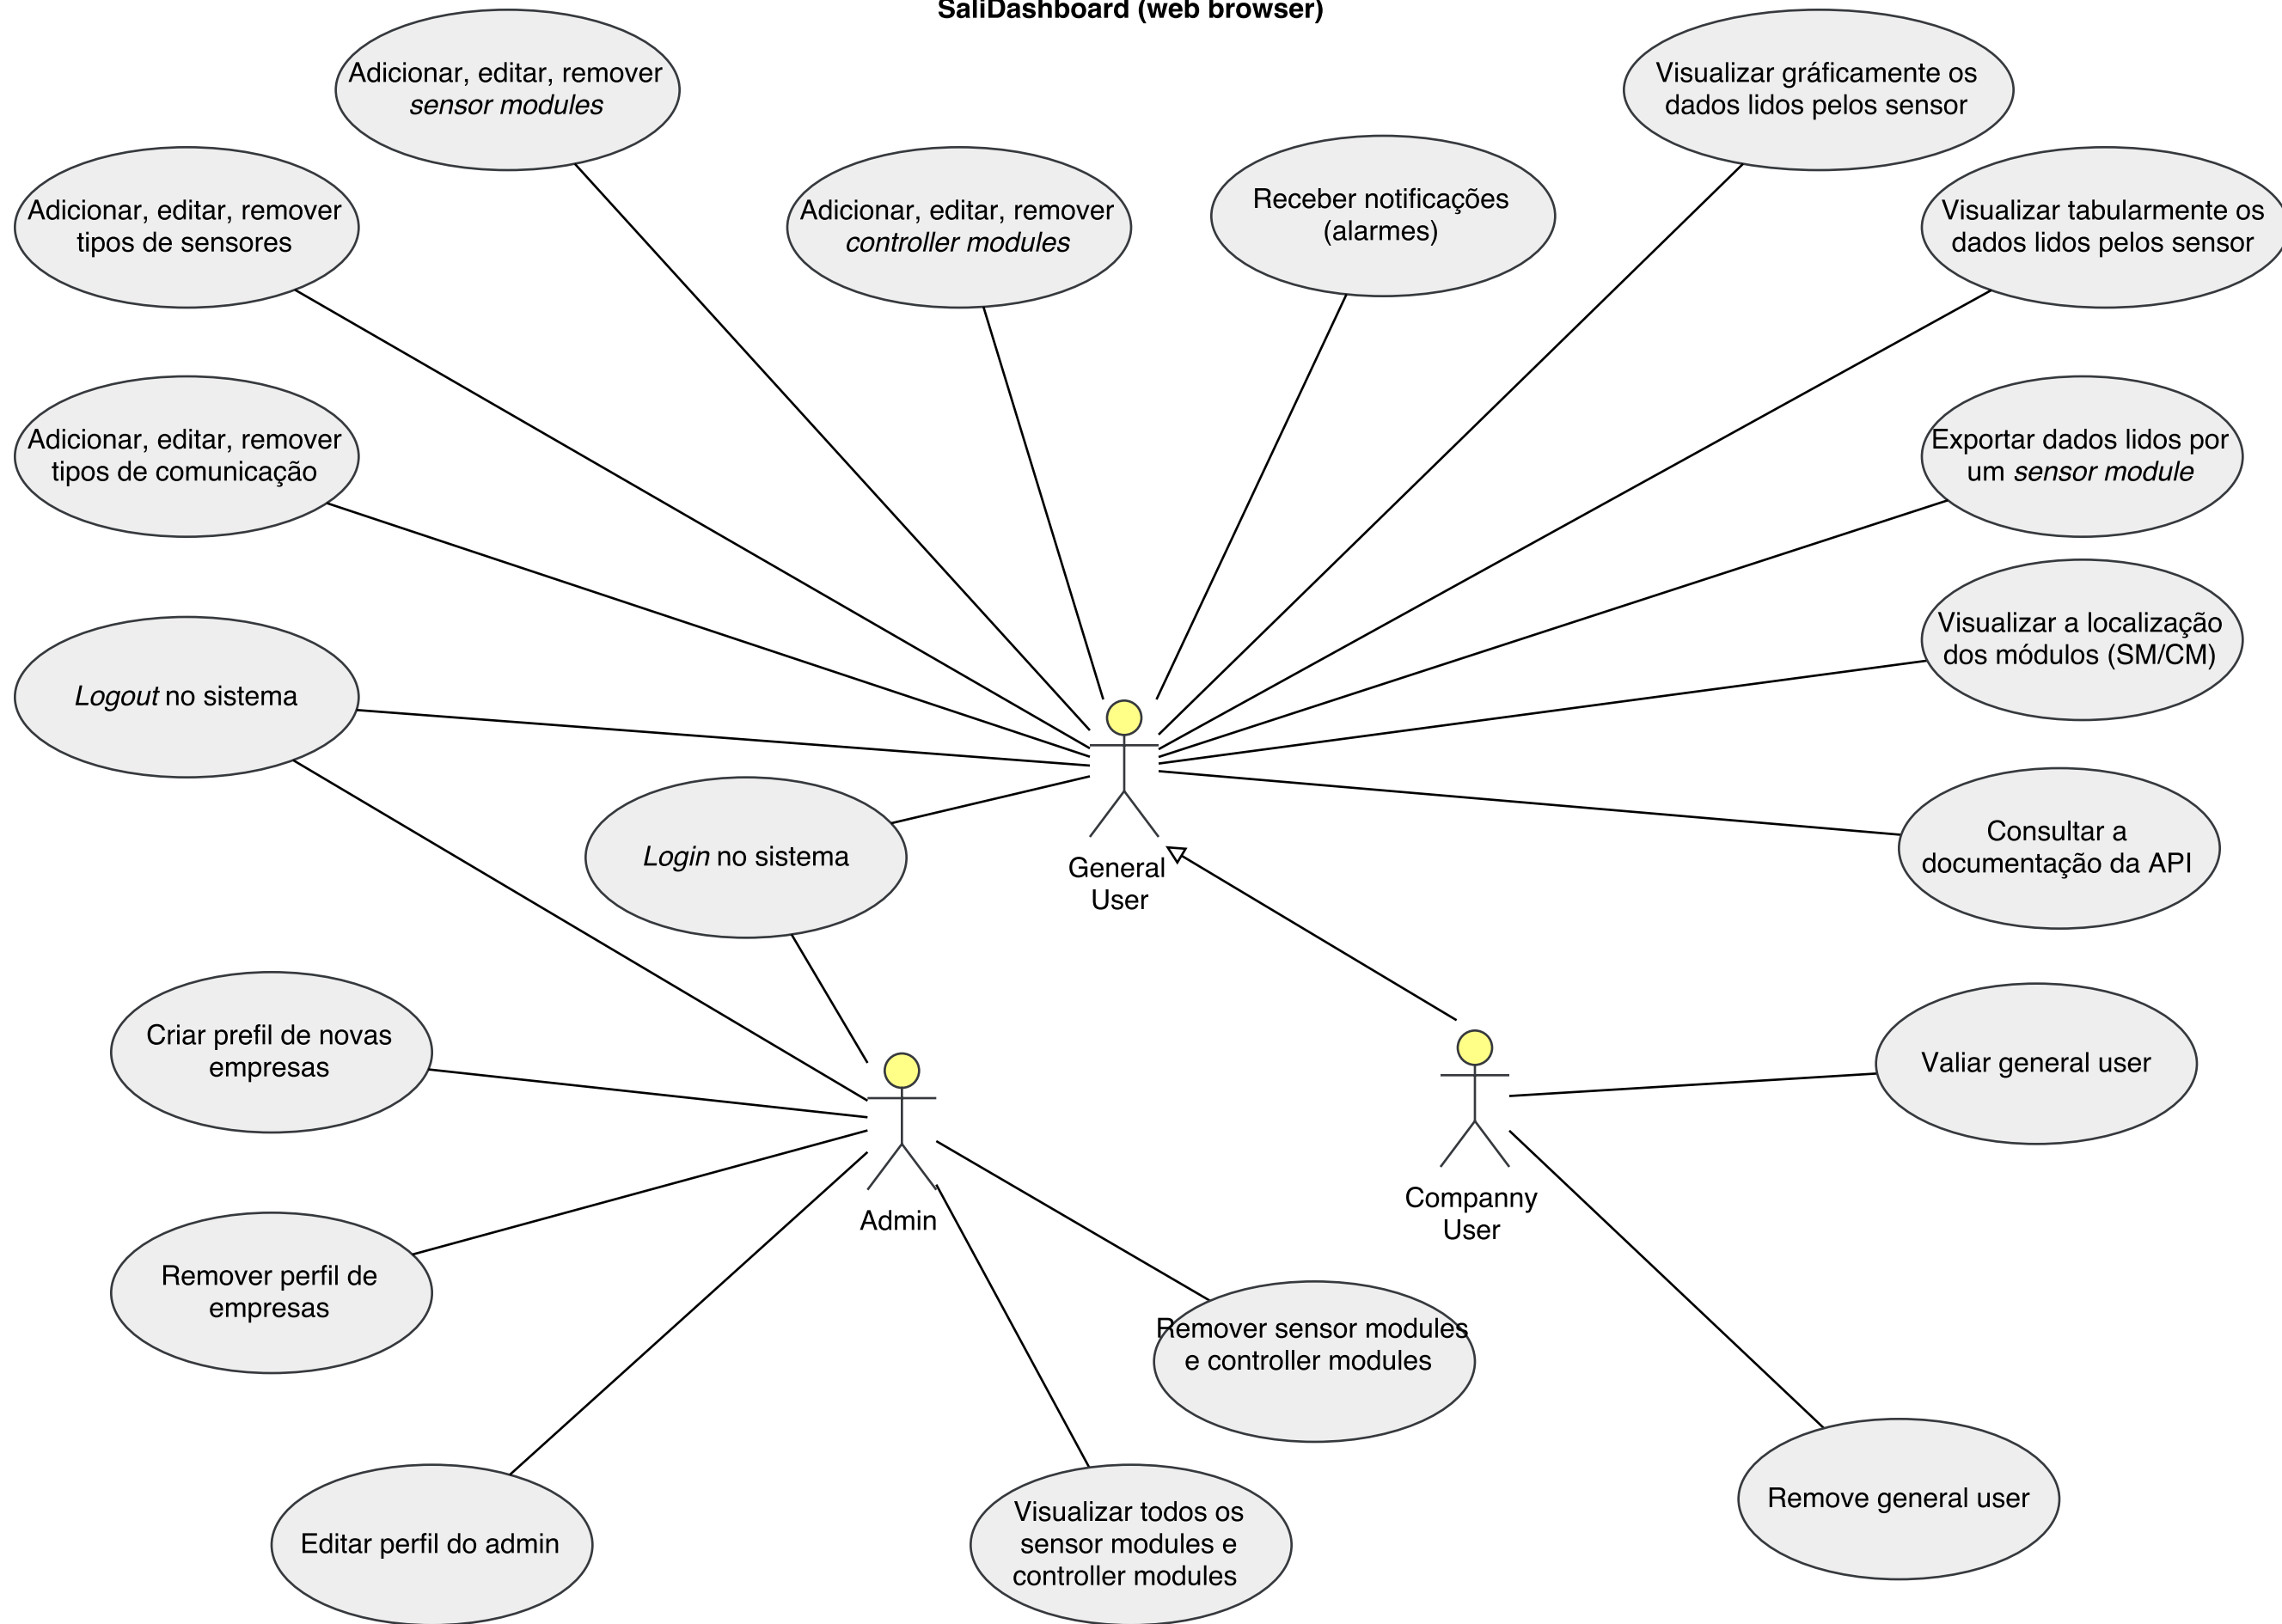 SaliDashboard (web browser)
Adicionar, editar, remover
sensor modules
Visualizar gráficamente os
dados lidos pelos sensor
Adicionar, editar, remover
tipos de sensores
Adicionar, editar, remover
controller modules
Receber notificações
(alarmes)
Visualizar tabularmente os
dados lidos pelos sensor
Adicionar, editar, remover
tipos de comunicação
Exportar dados lidos por
um sensor module
Visualizar a localização
dos módulos (SM/CM)
Logout no sistema
Login no sistema
General
User
Consultar a
documentação da API
Criar prefil de novas
empresas
Valiar general user
Admin
Companny
User
Remover perfil de
empresas
Remover sensor modules
e controller modules
Editar perfil do admin
Visualizar todos os
sensor modules e
controller modules
Remove general user